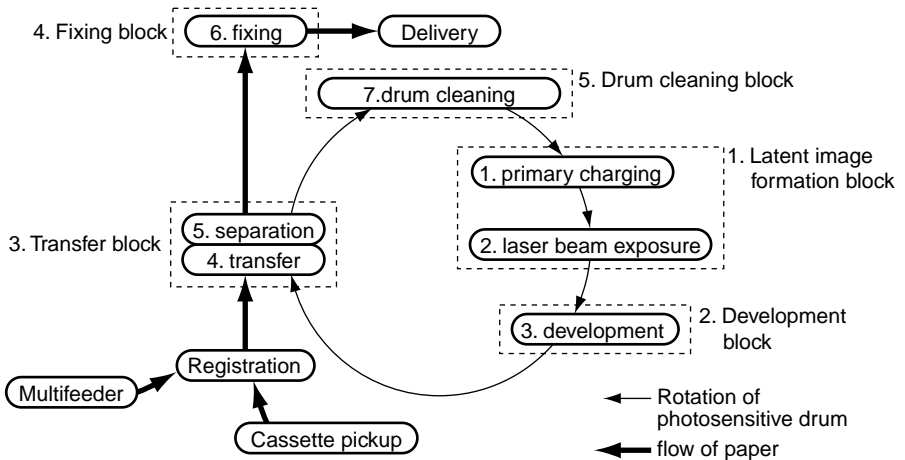 4. Fixing block
6. fixing
Delivery
7.drum cleaning
5. Drum cleaning block
1. primary charging
1. Latent image
formation block
2. laser beam exposure
3. Transfer block
5. separation
4. transfer
3. development
2. Development
block
Registration
Multifeeder
Cassette pickup
Rotation of
photosensitive drum
flow of paper